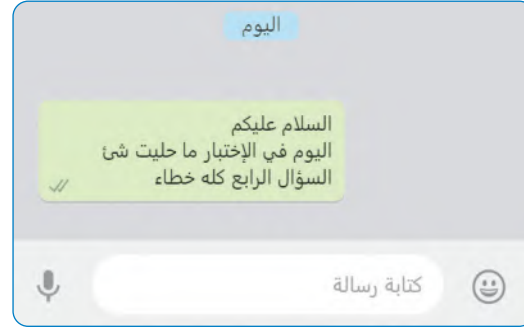 اليوم
السلام عليكم
اليوم في الإختبار ما حليت شئ
السؤال الرابع كله خطاء
كتابة رسالة